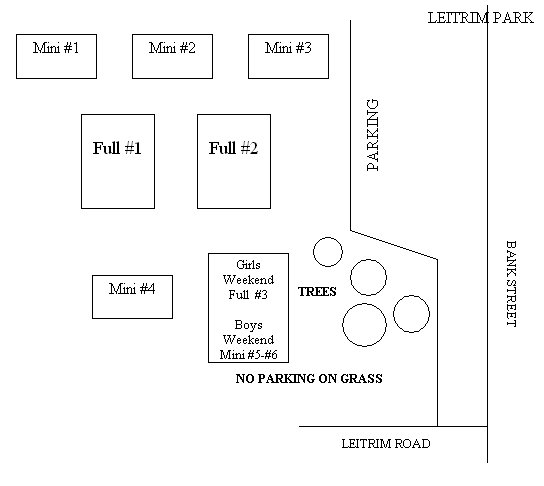 LEITRIM PARK
Mini #1
Mini #2
Mini #3
PARKING
Full #1
Full #2
BANK STREET
Girls
Weekend
Full #3
Boys
Weekend
Mini #5-#6
Mini #4
TREES
NO PARKING ON GRASS
LEITRIM ROAD